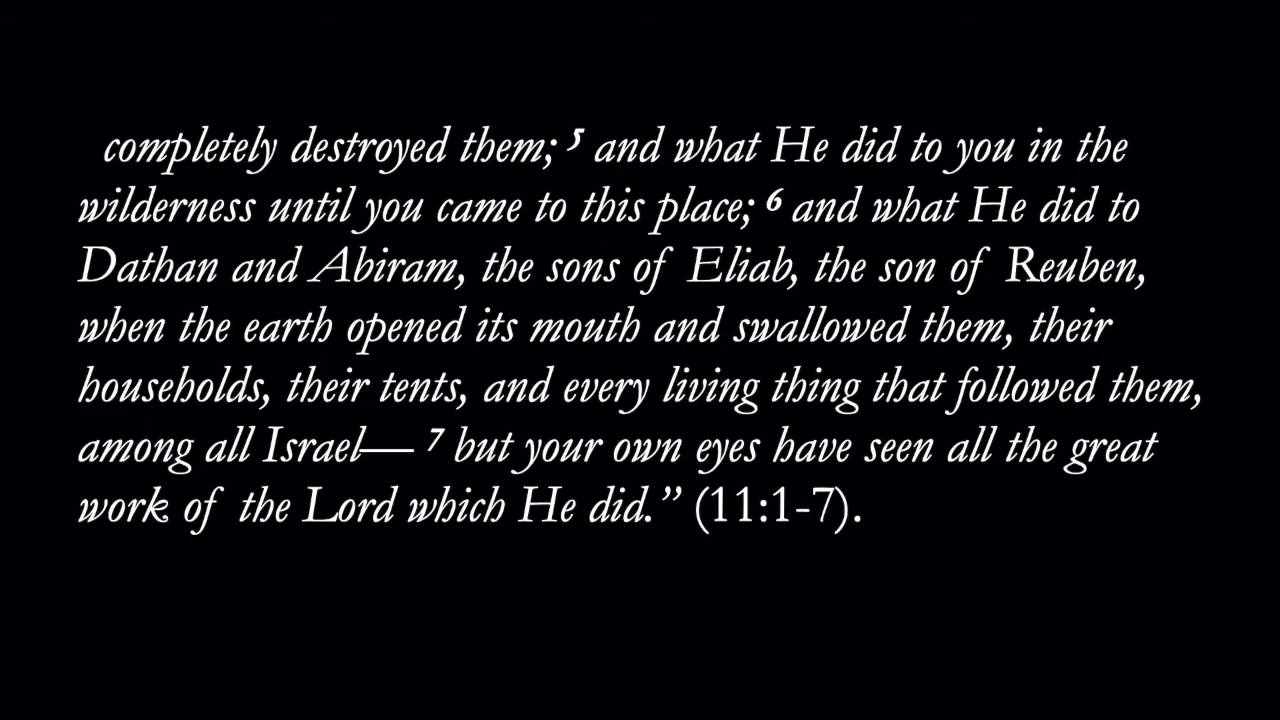 completely destroyed them; ⁵ and what He did to you in the
wilderness until you came to this place; ⁶ and what He did to
Dathan and Abiram, the sons of Eliab, the son of Reuben,
when the earth opened its mouth and swallowed them, their
households, their tents, and every living thing that followed them,
among all Israel— ⁷ but your own eyes have seen all the great
work of the Lord which He did.” (11:1-7).